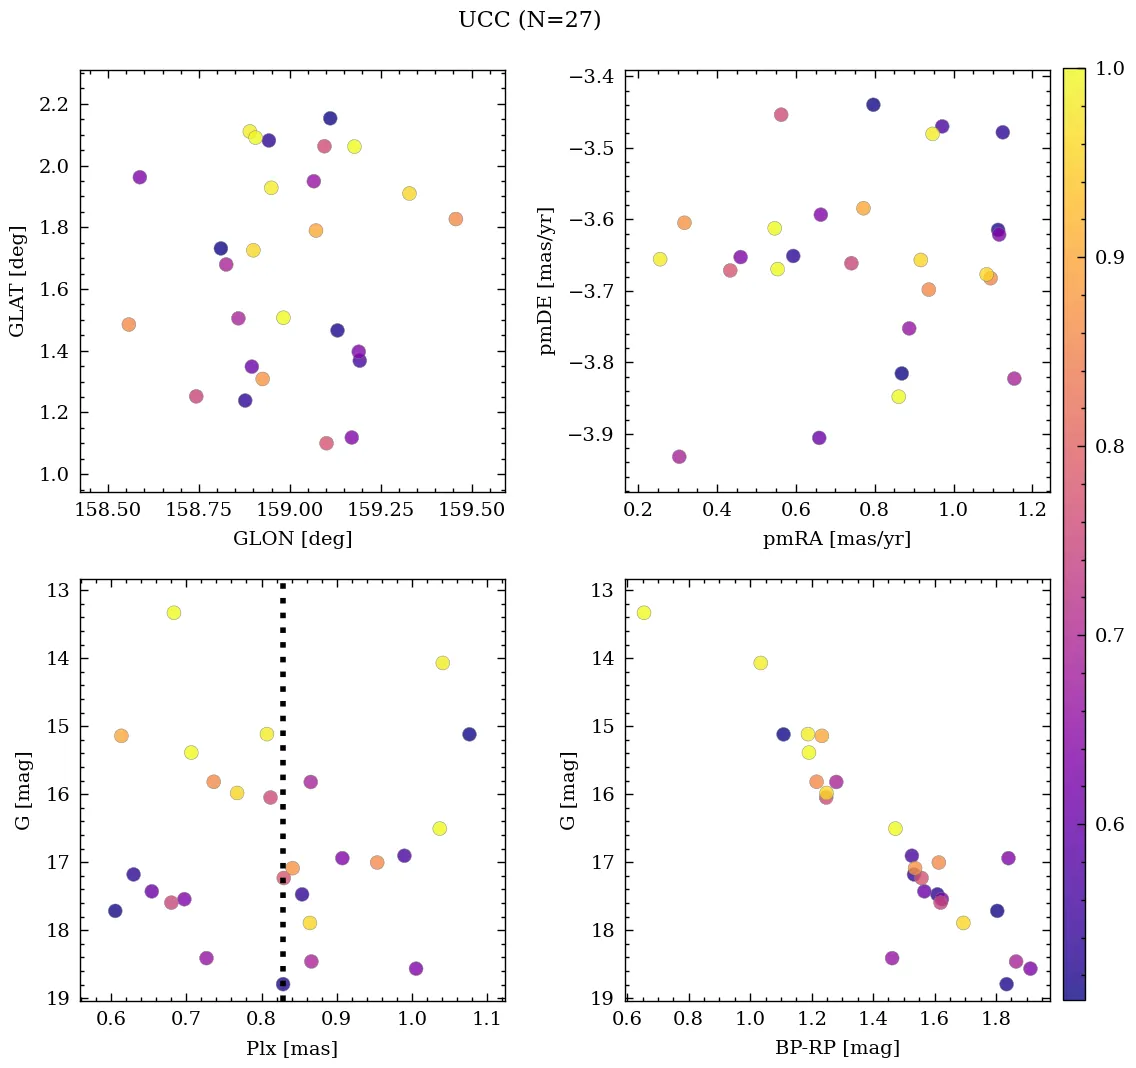 UCC (N=27)
2.2
2.0
1.8
1.6
1.4
1.2
1.0
GLAT [deg]
158.50 158.75 159.00 159.25 159.50
GLON [deg]
−3.4
−3.5
−3.6
−3.7
−3.8
−3.9
pmDE [mas/yr]
0.2 0.4 0.6 0.8 1.0 1.2
pmRA [mas/yr]
13
14
15
16
17
18
19
G [mag]
0.6 0.7 0.8 0.9 1.0 1.1
Plx [mas]
13
14
15
16
17
18
19
G [mag]
0.6 0.8 1.0 1.2 1.4 1.6 1.8
BP-RP [mag]
1.0
0.9
0.8
0.7
0.6